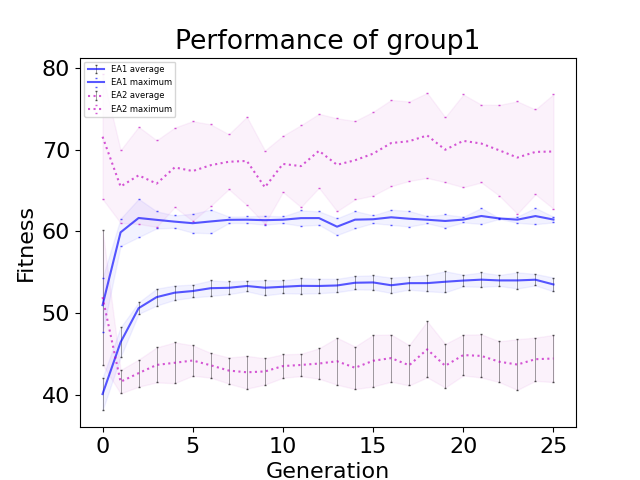 Performance of group1
EA1 average
EA1 maximum
EA2 average
EA2 maximum
80
70
60
50
40
Fitness
0 5 10 15 20 25
Generation